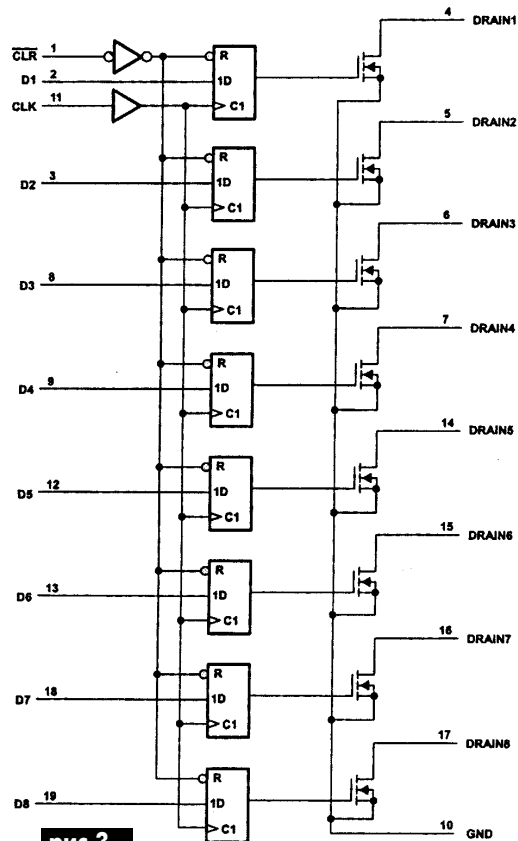 4 DRAIN1
CLR 1
R
D1 2
1D
CLK 11
C1
5 DRAIN2
R
D2 3
1D
C1
6 DRAIN3
R
D3 8
1D
C1
7 DRAIN4
R
D4 9
1D
C1
14 DRAIN5
R
D5 12
1D
C1
15 DRAIN6
R
D6 13
1D
C1
16 DRAIN7
R
D7 18
1D
C1
17 DRAIN8
R
D8 19
1D
C1
10 GND